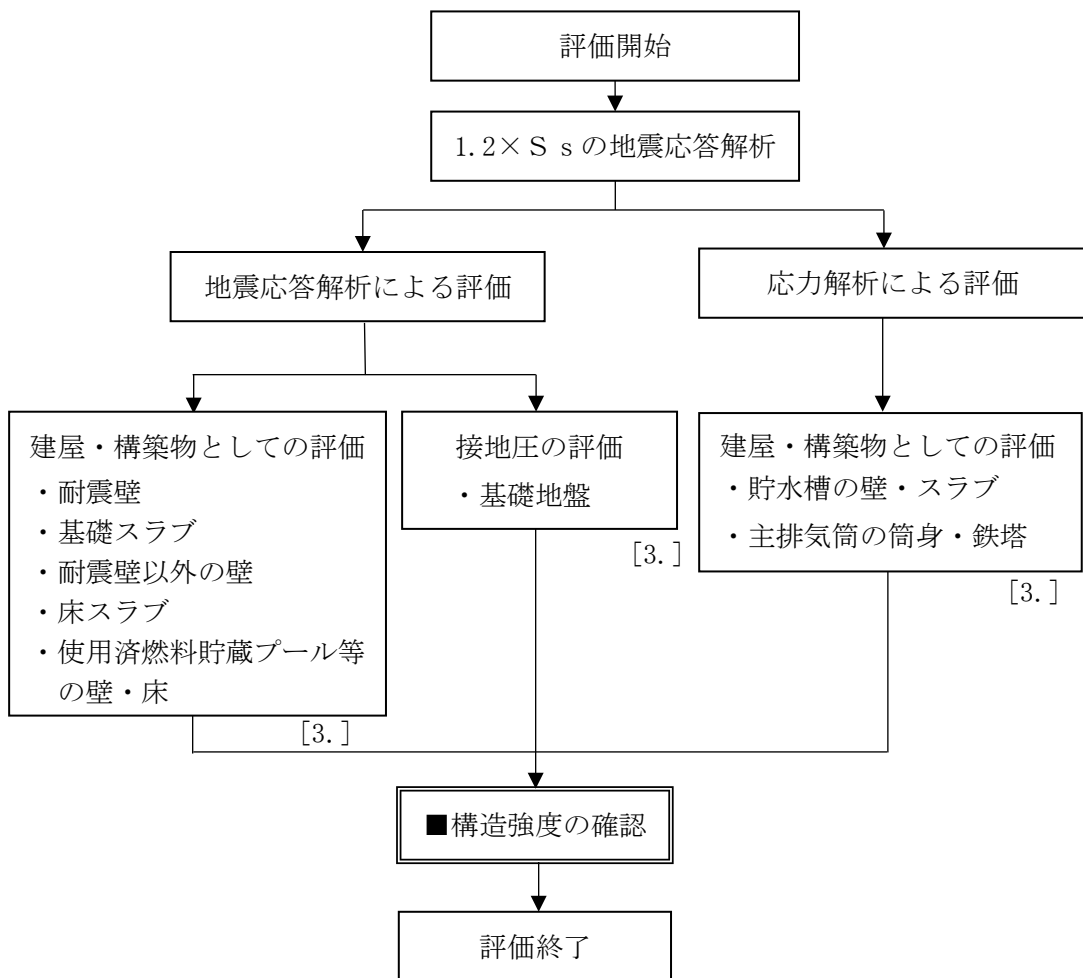 評価開始
1.2×Ｓｓの地震応答解析
地震応答解析による評価
応力解析による評価
建屋・構築物としての評価
・耐震壁
・基礎スラブ
・耐震壁以外の壁
・床スラブ
・使用済燃料貯蔵プール等
の壁・床
[3.]
接地圧の評価
・基礎地盤
[3.]
建屋・構築物としての評価
・貯水槽の壁・スラブ
・主排気筒の筒身・鉄塔
[3.]
■構造強度の確認
評価終了